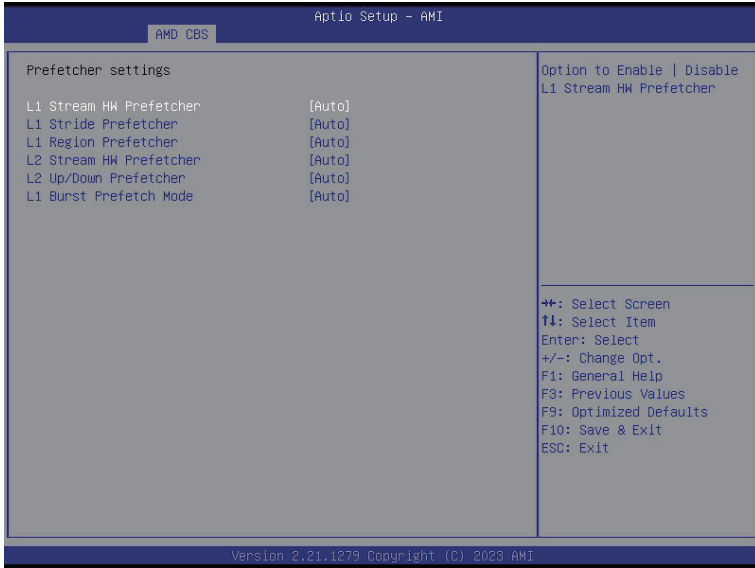 Aptio Setup – AMI
AMD CBS
Prefetcher settings
L1 Stream HW Prefetcher [Auto]
L1 Stride Prefetcher [Auto]
L1 Region Prefetcher [Auto]
L2 Stream HW Prefetcher [Auto]
L2 Up/Down Prefetcher [Auto]
L1 Burst Prefetch Mode [Auto]
Option to Enable | Disable
L1 Stream HW Prefetcher
→←: Select Screen
↑↓: Select Item
Enter: Select
+/-: Change Opt.
F1: General Help
F3: Previous Values
F9: Optimized Defaults
F10: Save & Exit
ESC: Exit
Version 2.21.1279 Copyright (C) 2023 AMI